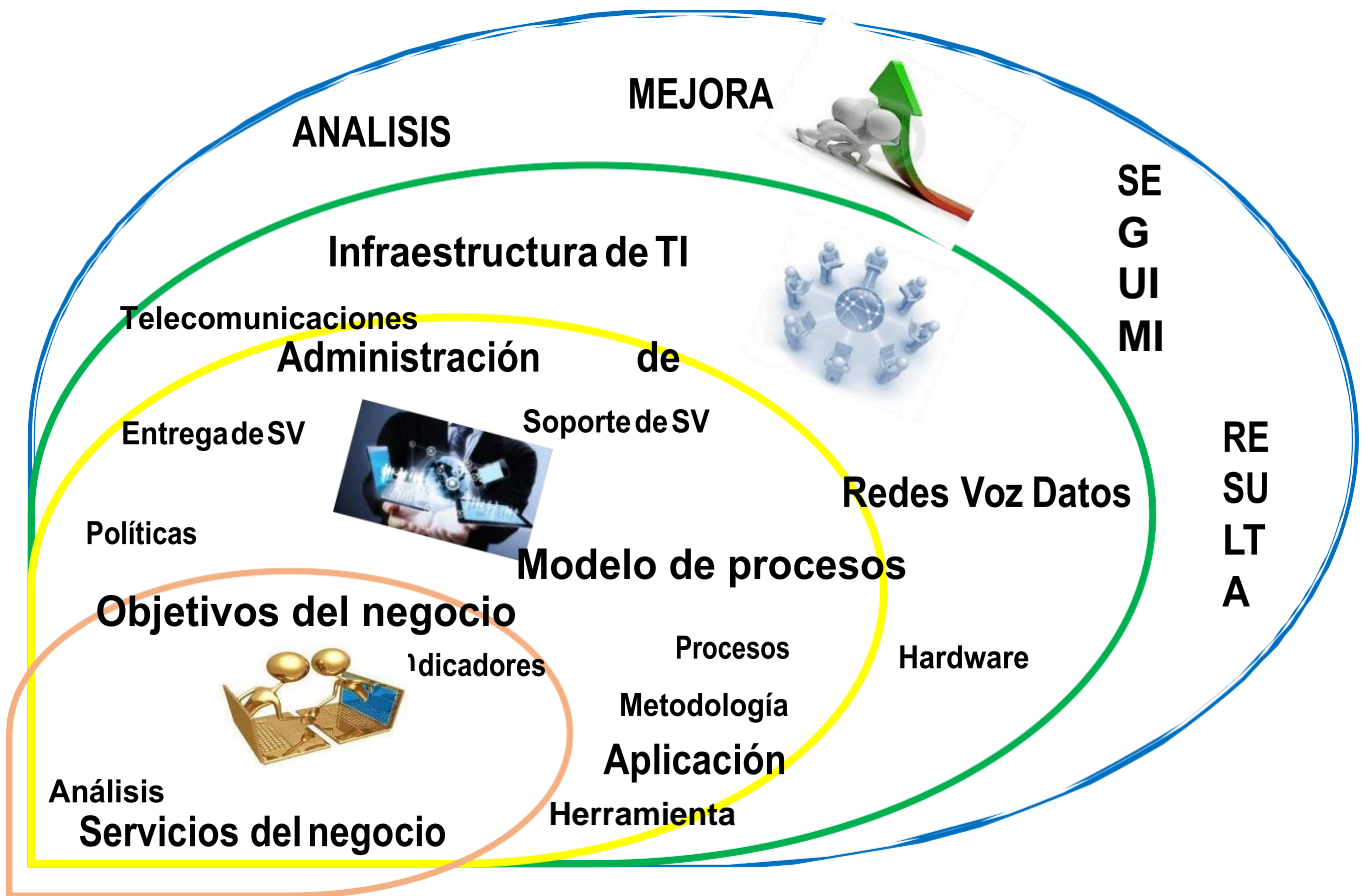 MEJORA
ANALISIS
SE
G
UI
MI
Infraestructura de TI
Telecomunicaciones
Administración de
Entrega de SV
Soporte de SV
RE
SU
LT
A
Redes Voz Datos
Políticas
Modelo de procesos
Objetivos del negocio
Procesos
Hardware
dicadores
Metodología
Aplicación
Análisis
Herramienta
Servicios del negocio